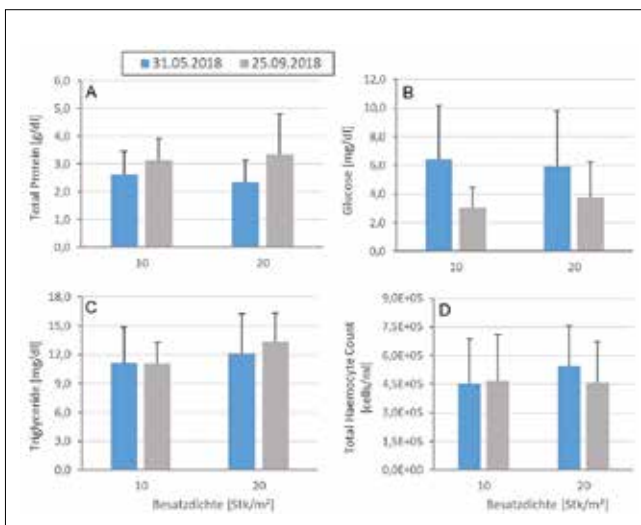 31.05.2018 25.09.2018
A
Total Protein [g/dl]
6,0
5,0
4,0
3,0
2,0
1,0
0,0
10 20
B
Glucose [mg/dl]
12,0
10,0
8,0
6,0
4,0
2,0
0,0
10 20
C
Triglyceride [mg/dl]
18,0
15,0
12,0
9,0
6,0
3,0
0,0
10 20
Besatzdichte [Stk/m²]
D
Total Haemocyte Count
[cells/ml]
9,0E+05
7,5E+05
6,0E+05
4,5E+05
3,0E+05
1,5E+05
0,0E+00
10 20
Besatzdichte [Stk/m²]